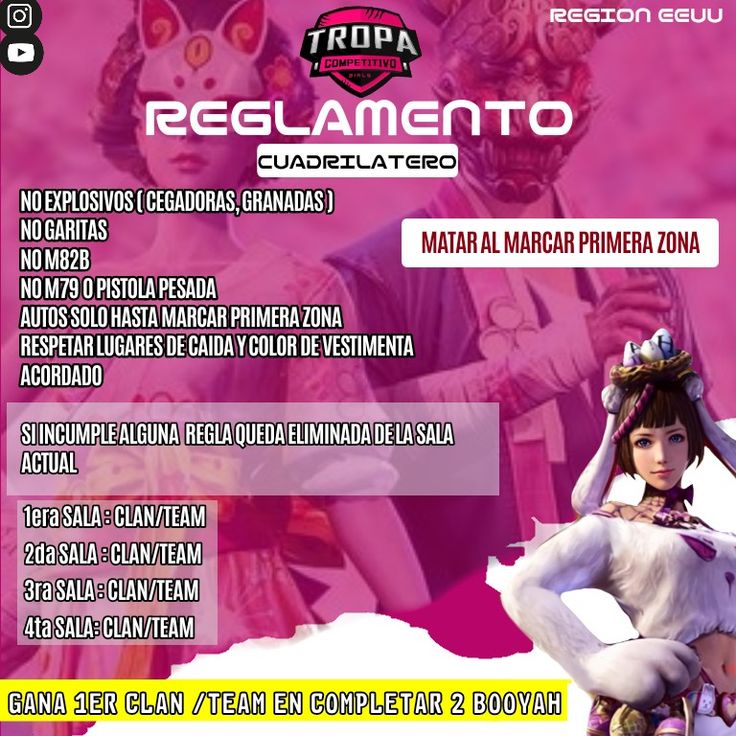 REGION EEUU
TROPA
COMPETITIVO
GIRLS
REGLAMENTO
CUADRILATERO
NO EXPLOSIVOS ( CEGADORAS, GRANADAS )
NO GARITAS
NO M82B
NO M79 O PISTOLA PESADA
AUTOS SOLO HASTA MARCAR PRIMERA ZONA
RESPETAR LUGARES DE CAIDA Y COLOR DE VESTIMENTA
ACORDADO
MATAR AL MARCAR PRIMERA ZONA
SI INCUMPLE ALGUNA REGLA QUEDA ELIMINADA DE LA SALA
ACTUAL
1era SALA : CLAN/TEAM
2da SALA : CLAN/TEAM
3ra SALA : CLAN/TEAM
4ta SALA: CLAN/TEAM
GANA 1ER CLAN /TEAM EN COMPLETAR 2 BOOYAH